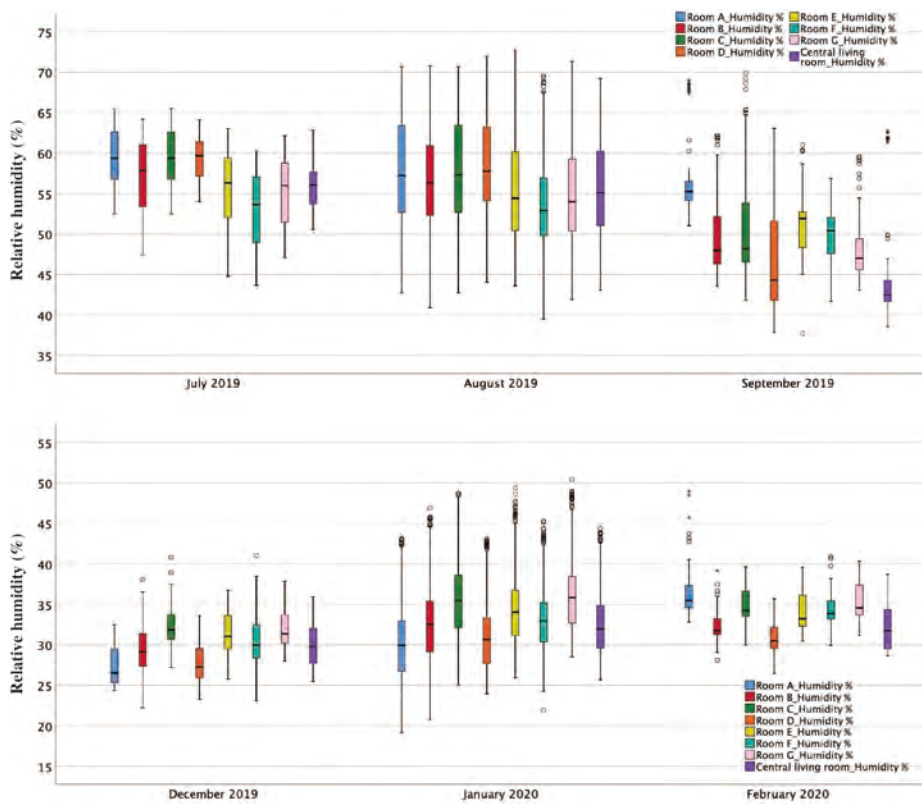 Room A_Humidity %
Room B_Humidity %
Room C_Humidity %
Room D_Humidity %
Room E_Humidity %
Room F_Humidity %
Room G_Humidity %
Central living
room_Humidity %
Relative humidity (%)
75
70
65
60
55
50
45
40
35
July 2019
August 2019
September 2019
Relative humidity (%)
55
50
45
40
35
30
25
20
15
Room A_Humidity %
Room B_Humidity %
Room C_Humidity %
Room D_Humidity %
Room E_Humidity %
Room F_Humidity %
Room G_Humidity %
Central living room_Humidity %
December 2019
January 2020
February 2020